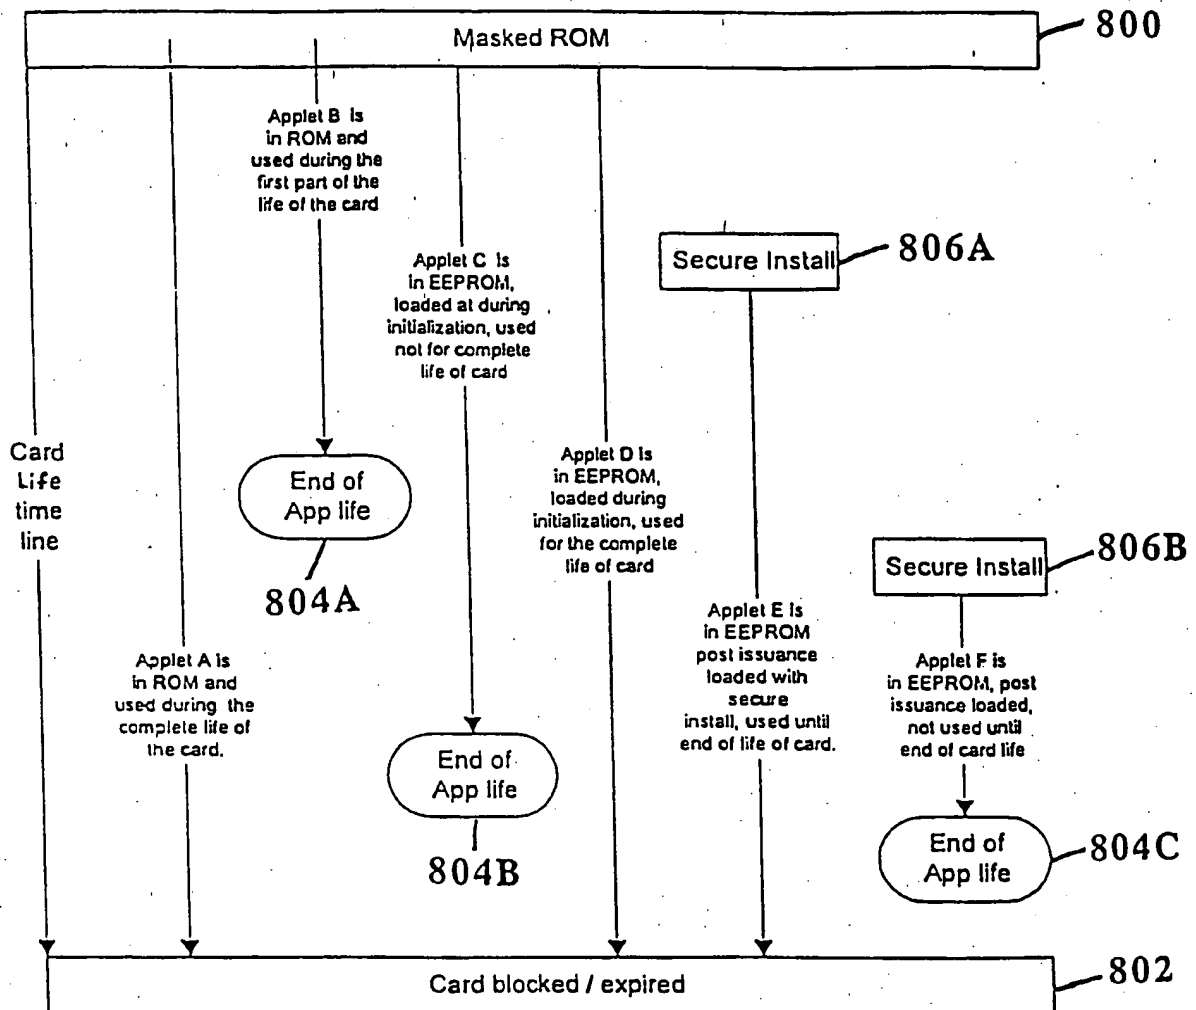 Masked ROM
800
Applet B is
in ROM and
used during the
first part of the
life of the card
Secure Install
806A
Applet C is
in EEPROM,
loaded at during
initialization, used
not for complete
life of card
Card
Life
time
line
End of
App life
804A
Applet D is
in EEPROM,
loaded during
initialization, used
for the complete
life of card
Secure Install
806B
Applet A is
in ROM and
used during the
complete life of
the card.
Applet E is
in EEPROM
post issuance
loaded with
secure
install, used until
end of life of card.
Applet F is
in EEPROM, post
issuance loaded,
not used until
end of card life
End of
App life
804B
End of
App life
804C
Card blocked / expired
802